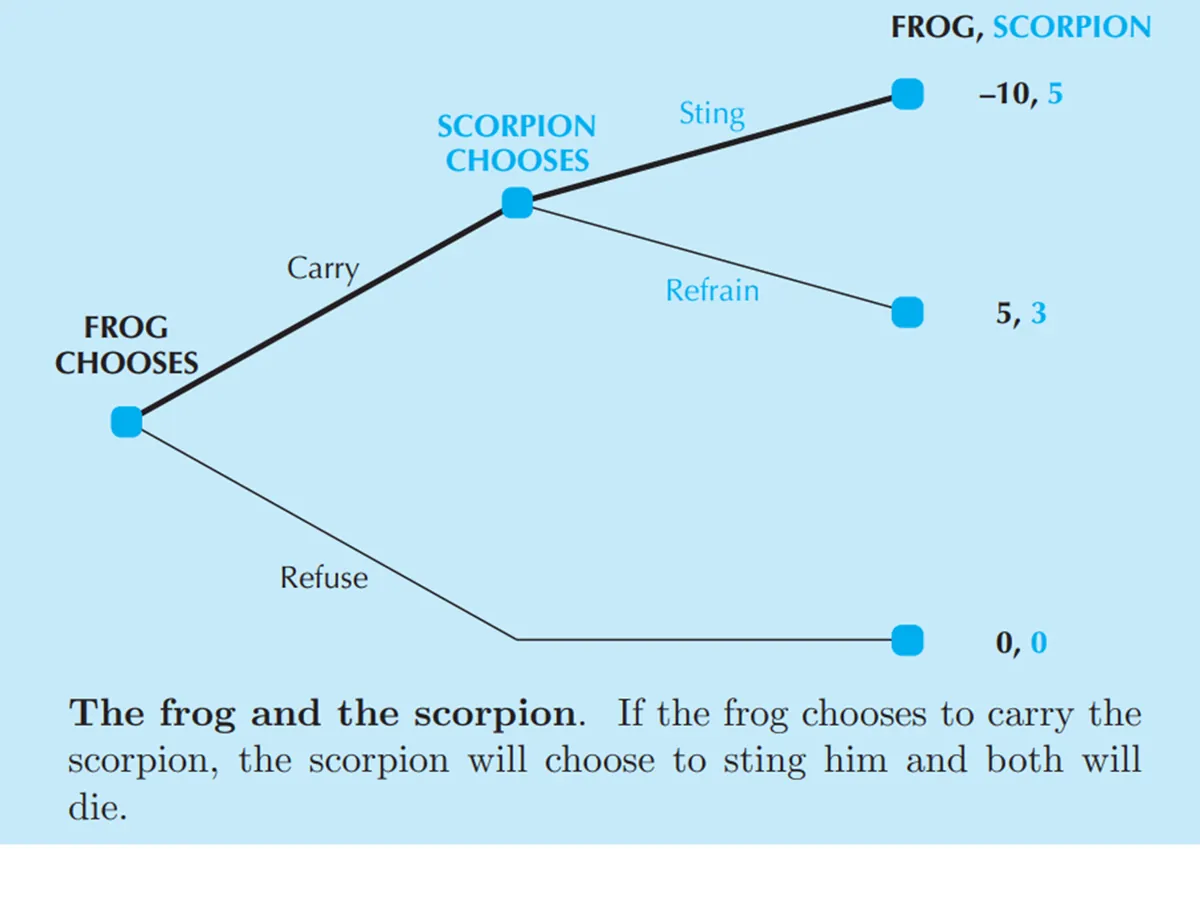 FROG, SCORPION
–10, 5
Sting
SCORPION
CHOOSES
Carry
Refrain
5, 3
FROG
CHOOSES
Refuse
0, 0
The frog and the scorpion. If the frog chooses to carry the
scorpion, the scorpion will choose to sting him and both will
die.